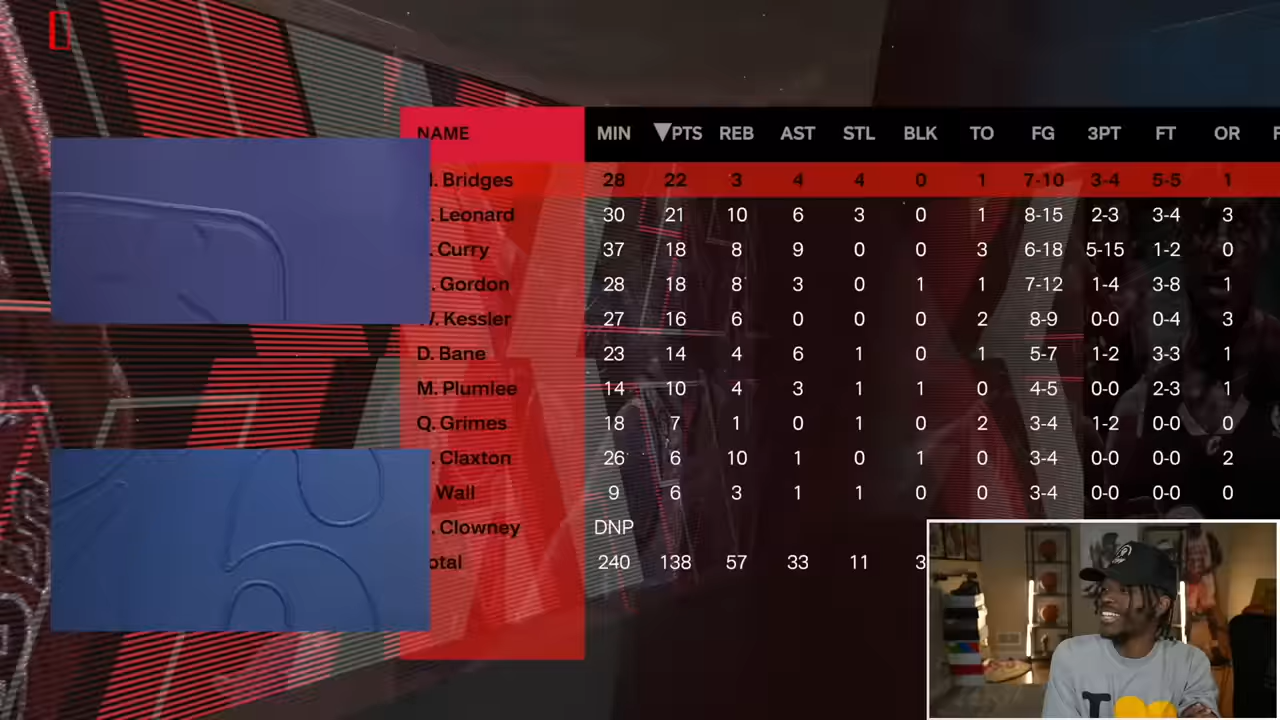 NAME MIN ▼PTS REB AST STL BLK TO FG 3PT FT OR
. Bridges 28 22 3 4 4 0 1 7-10 3-4 5-5 1
. Leonard 30 21 10 6 3 0 1 8-15 2-3 3-4 3
. Curry 37 18 8 9 0 0 3 6-18 5-15 1-2 0
. Gordon 28 18 8 3 0 1 1 7-12 1-4 3-8 1
. Kessler 27 16 6 0 0 0 2 8-9 0-0 0-4 3
D. Bane 23 14 4 6 1 0 1 5-7 1-2 3-3 1
M. Plumlee 14 10 4 3 1 1 0 4-5 0-0 2-3 1
Q. Grimes 18 7 1 0 1 0 2 3-4 1-2 0-0 0
. Claxton 26 6 10 1 0 1 0 3-4 0-0 0-0 2
Wall 9 6 3 1 1 0 0 3-4 0-0 0-0 0
. Clowney DNP
otal 240 138 57 33 11 3
I